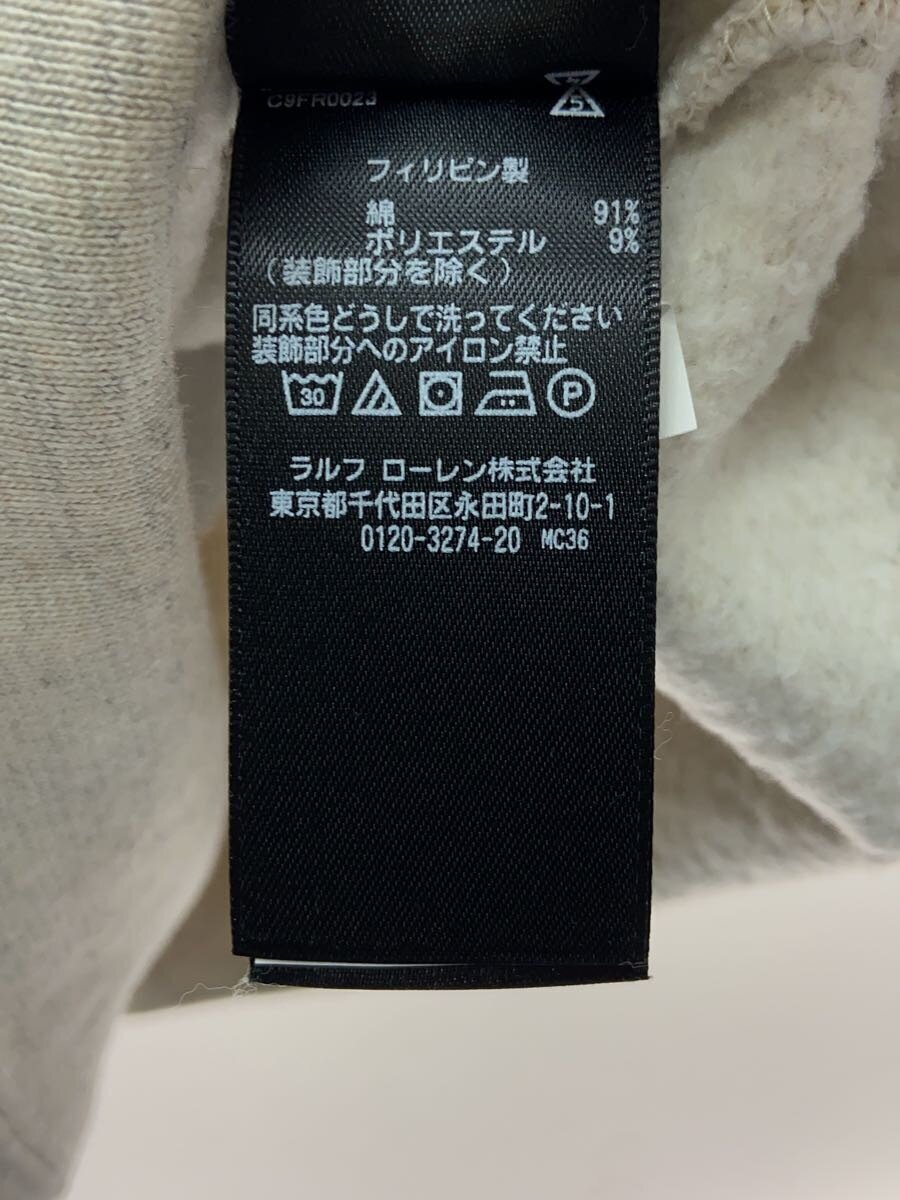 C9FR0023
5
フィリピン製
綿 91%
ポリエステル 9%
(装飾部分を除く)
同系色どうしで洗ってください
装飾部分へのアイロン禁止
30 P
ラルフ ローレン株式会社
東京都千代田区永田町2-10-1
0120-3274-20 MC36